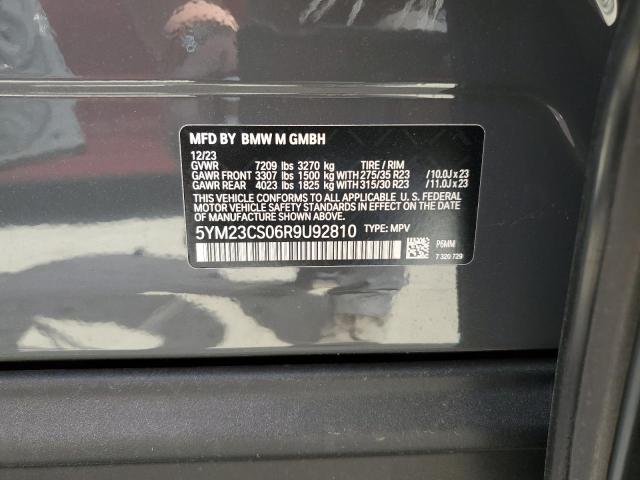 MFD BY BMW M GMBH
12/23
GVWR 7209 lbs 3270 kg TIRE / RIM
GAWR FRONT 3307 lbs 1500 kg WITH 275/35 R23 / 10.0J x 23
GAWR REAR 4023 lbs 1825 kg WITH 315/30 R23 / 11.0J x 23
THIS VEHICLE CONFORMS TO ALL APPLICABLE U. S. FEDERAL
MOTOR VEHICLE SAFETY STANDARDS IN EFFECT ON THE DATE OF
MANUFACTURE SHOWN ABOVE.
5YM23CS06R9U92810 TYPE: MPV
P6MM
7 320 729